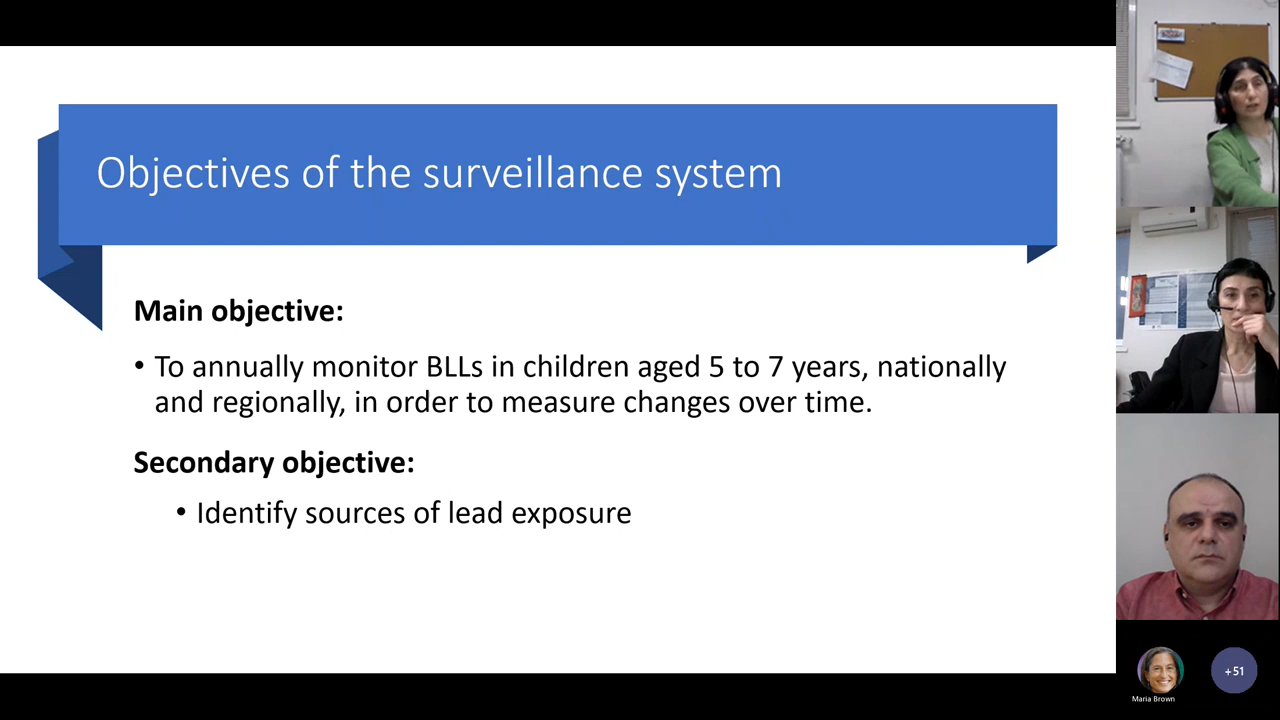 Objectives of the surveillance system
Main objective:
• To annually monitor BLLs in children aged 5 to 7 years, nationally
and regionally, in order to measure changes over time.
Secondary objective:
• Identify sources of lead exposure
Maria Brown
+51